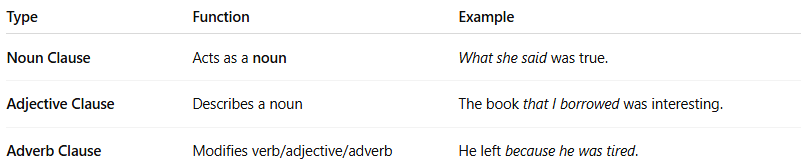 Type Function Example
Noun Clause Acts as a noun What she said was true.
Adjective Clause Describes a noun The book that I borrowed was interesting.
Adverb Clause Modifies verb/adjective/adverb He left because he was tired.